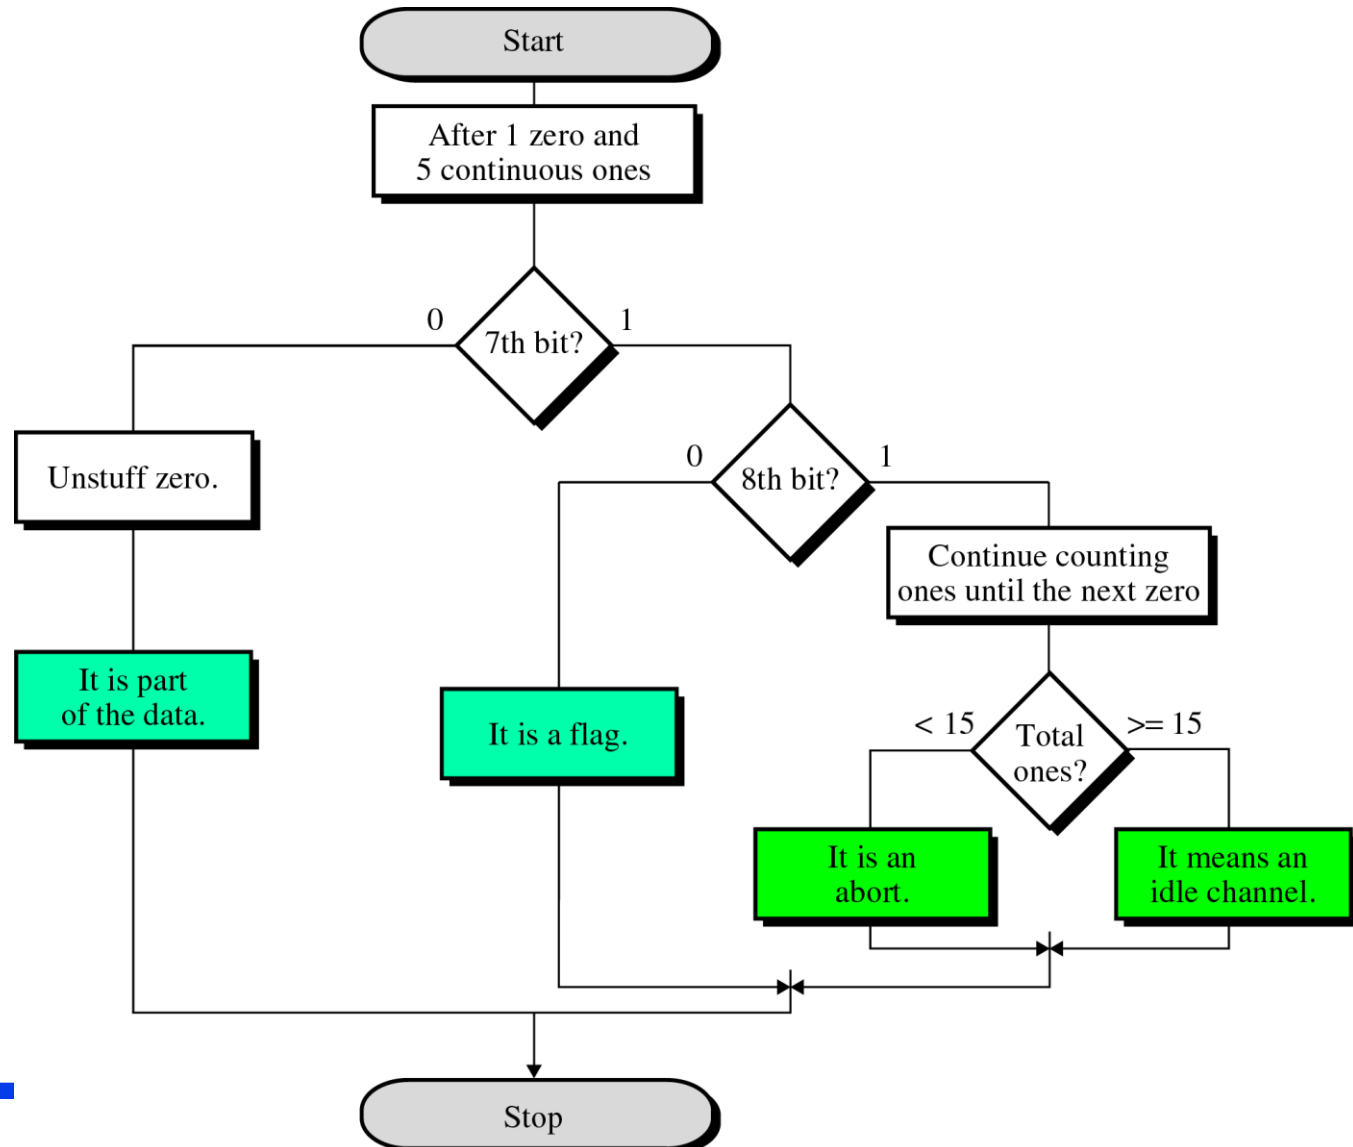 Start
After 1 zero and
5 continuous ones
0
7th bit?
1
Unstuff zero.
0
8th bit?
1
Continue counting
ones until the next zero
It is part
of the data.
It is a flag.
< 15
Total
ones?
>= 15
It is an
abort.
It means an
idle channel.
Stop